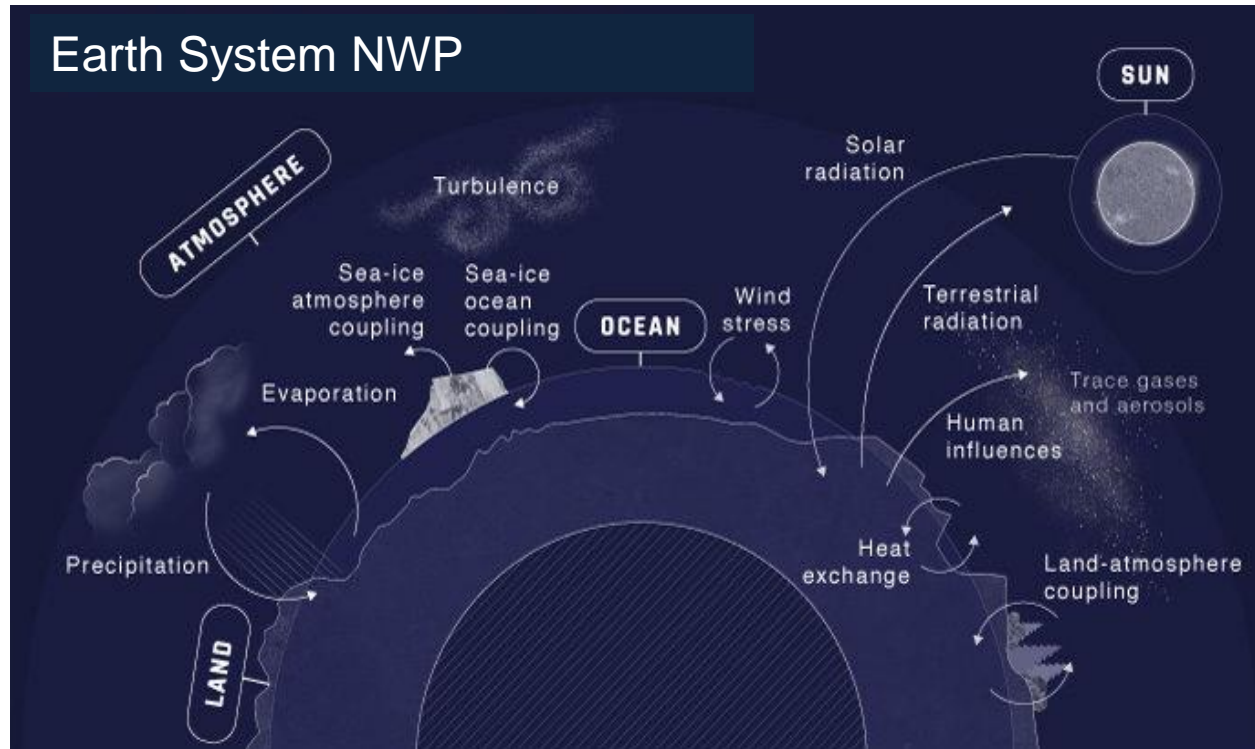 Earth System NWP
SUN
ATMOSPHERE
Solar
radiation
Turbulence
Sea-ice
atmosphere
coupling
Sea-ice
ocean
coupling
OCEAN
Wind
stress
Terrestrial
radiation
Trace gases
and aerosols
Evaporation
Human
influences
Precipitation
Heat
exchange
Land-atmosphere
coupling
LAND